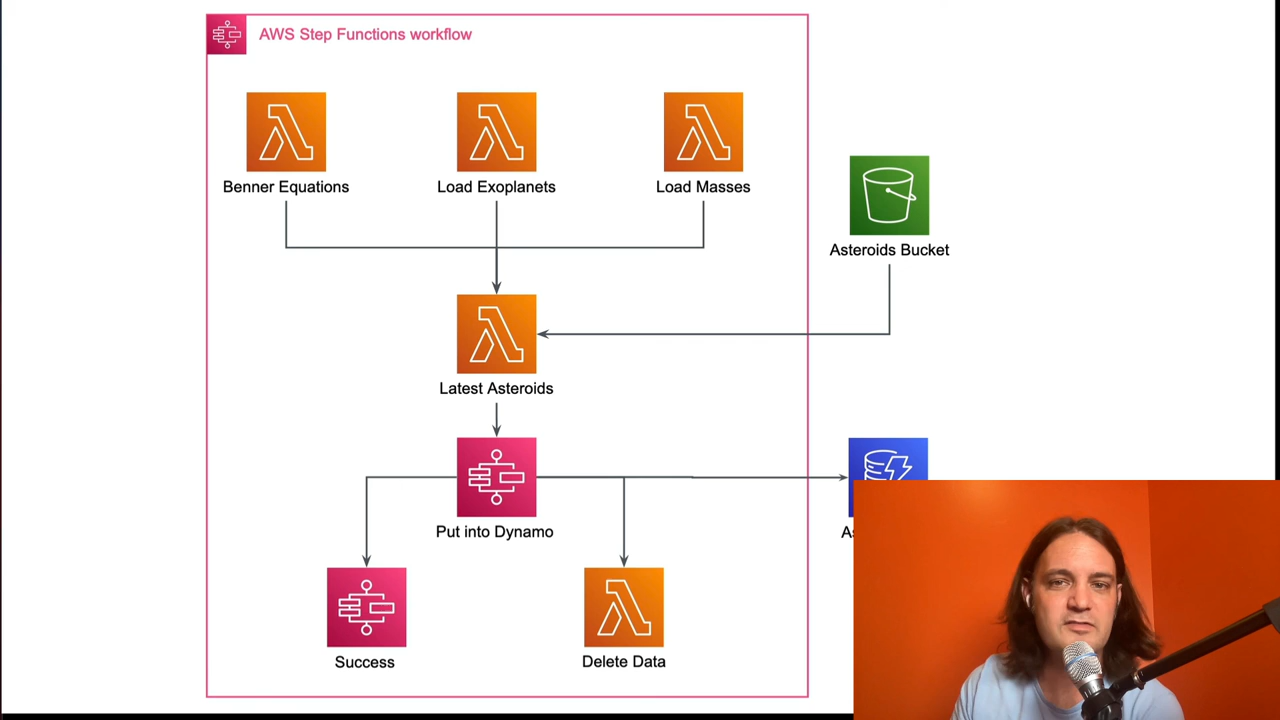 AWS Step Functions workflow
Benner Equations
Load Exoplanets
Load Masses
Asteroids Bucket
Latest Asteroids
Put into Dynamo
Success
Delete Data